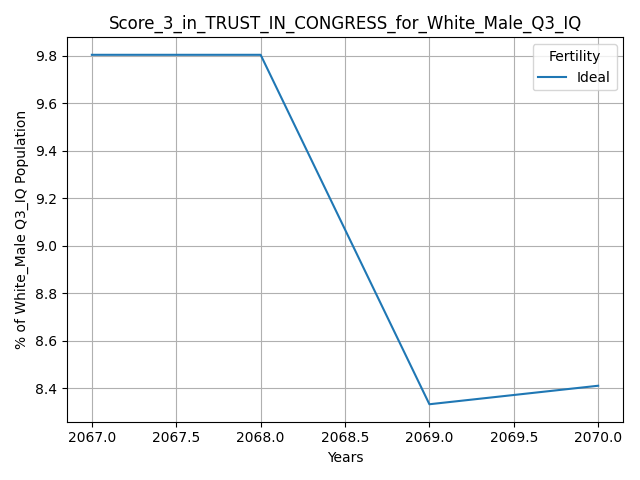 Score_3_in_TRUST_IN_CONGRESS_for_White_Male_Q3_IQ
Fertility
Ideal
% of White_Male Q3_IQ Population
9.8
9.6
9.4
9.2
9.0
8.8
8.6
8.4
2067.0 2067.5 2068.0 2068.5 2069.0 2069.5 2070.0
Years